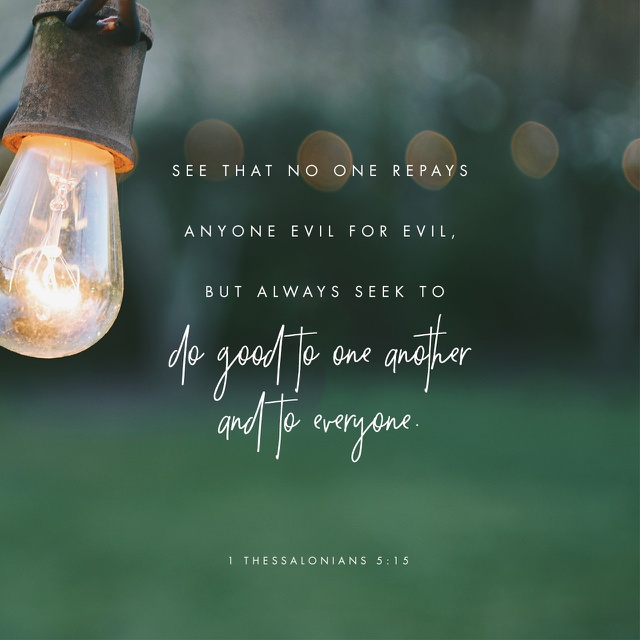 SEE THAT NO ONE REPAYS
ANYONE EVIL FOR EVIL,
BUT ALWAYS SEEK TO
do good to one another
and to everyone.
1 THESSALONIANS 5:15